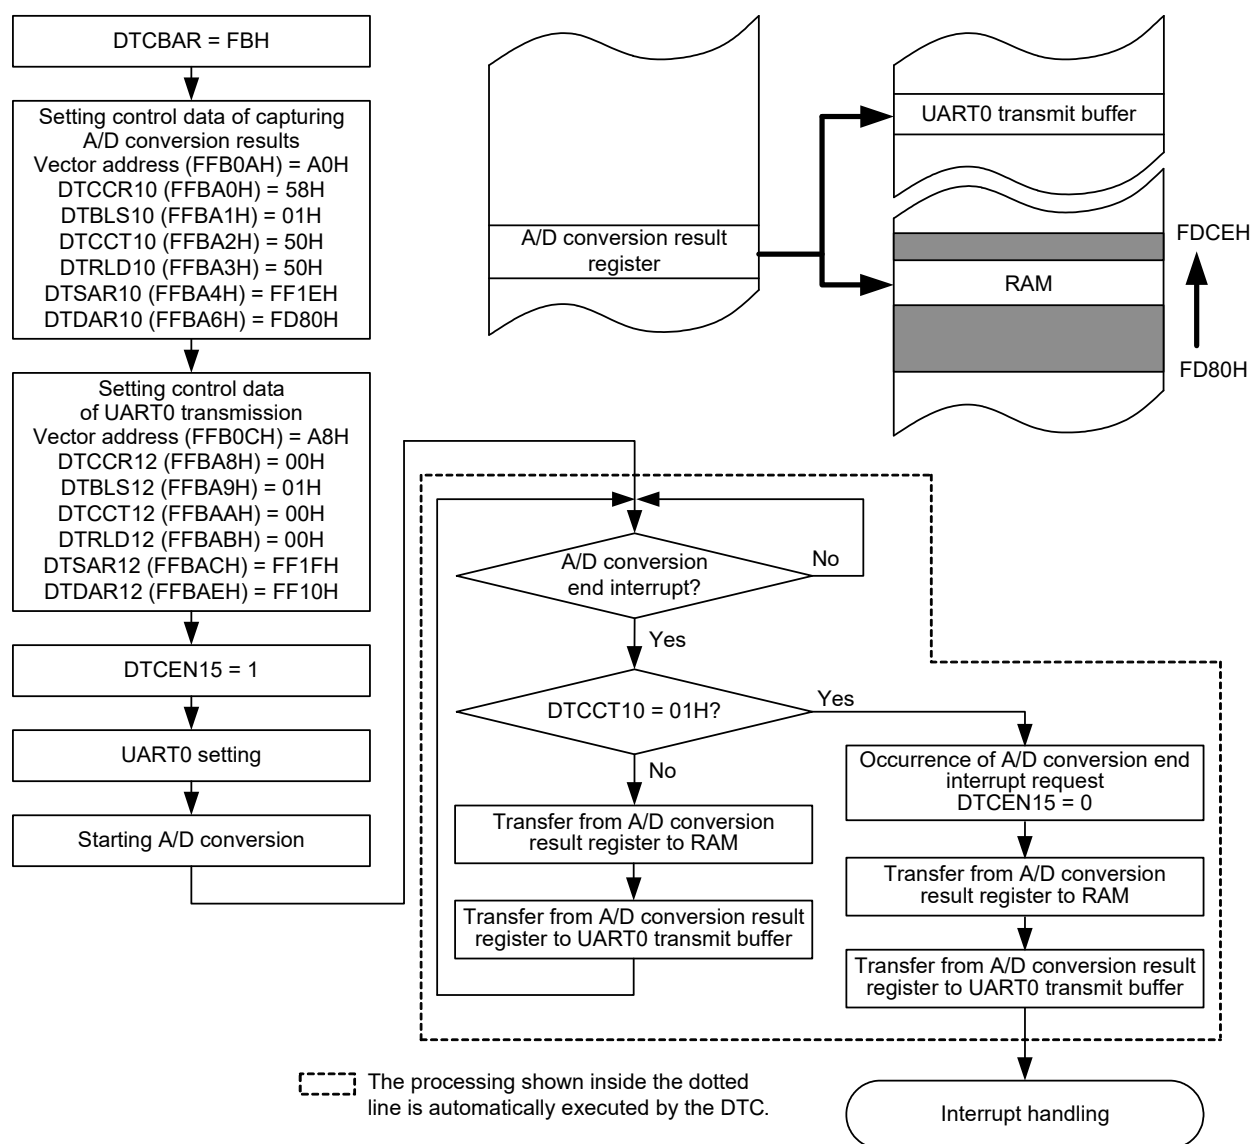 DTCBAR = FBH
Setting control data of capturing
A/D conversion results
Vector address (FFB0AH) = A0H
DTCCR10 (FFBA0H) = 58H
DTBLS10 (FFBA1H) = 01H
DTCCT10 (FFBA2H) = 50H
DTRLD10 (FFBA3H) = 50H
DTSAR10 (FFBA4H) = FF1EH
DTDAR10 (FFBA6H) = FD80H
Setting control data
of UART0 transmission
Vector address (FFB0CH) = A8H
DTCCR12 (FFBA8H) = 00H
DTBLS12 (FFBA9H) = 01H
DTCCT12 (FFBAAH) = 00H
DTRLD12 (FFBABH) = 00H
DTSAR12 (FFBACH) = FF1FH
DTDAR12 (FFBAEH) = FF10H
DTCEN15 = 1
UART0 setting
Starting A/D conversion
A/D conversion result
register
UART0 transmit buffer
RAM
FDCEH
FD80H
A/D conversion
end interrupt?
No
Yes
DTCCT10 = 01H?
Yes
No
Transfer from A/D conversion
result register to RAM
Transfer from A/D conversion result
register to UART0 transmit buffer
Occurrence of A/D conversion end
interrupt request
DTCEN15 = 0
Transfer from A/D conversion
result register to RAM
Transfer from A/D conversion result
register to UART0 transmit buffer
Interrupt handling
The processing shown inside the dotted
line is automatically executed by the DTC.